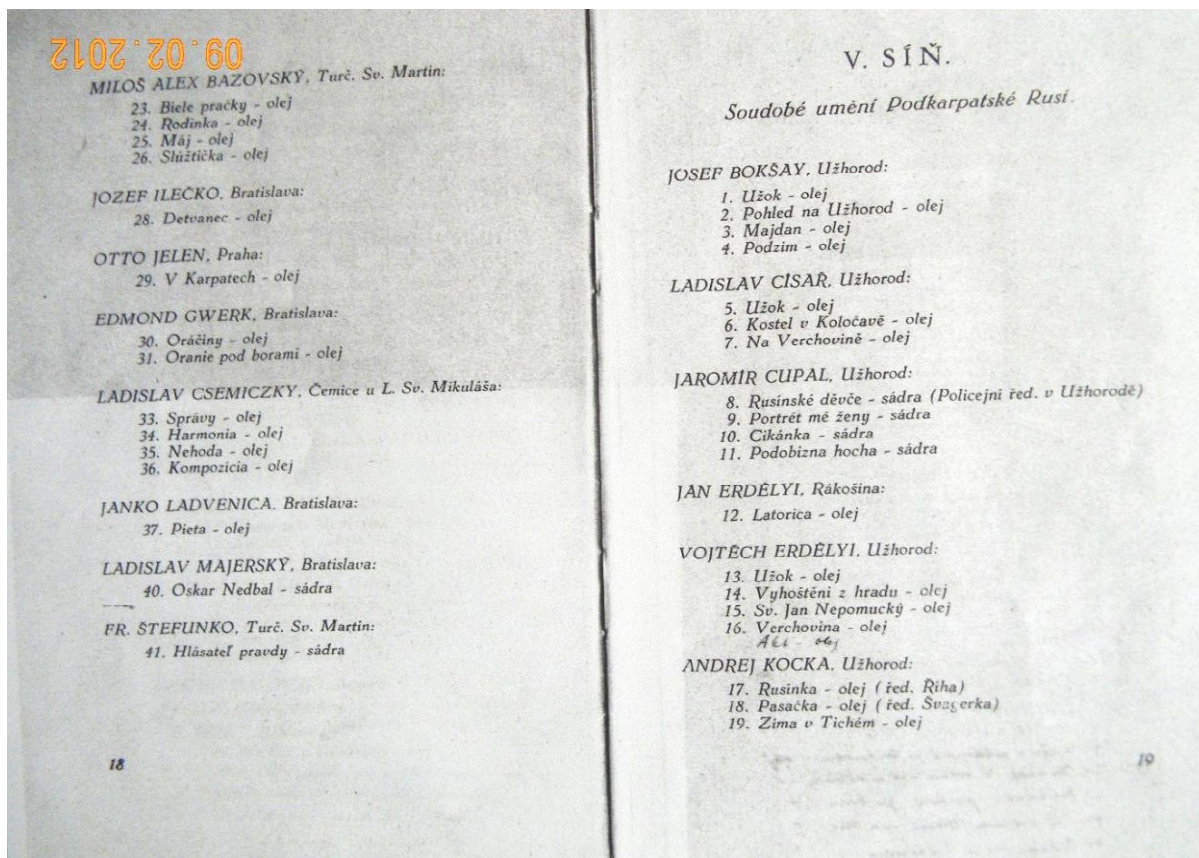 09.02.2012
MILOŠ ALEX BAZOVSKÝ, Turč. Sv. Martin:
23. Biele pračky - olej
24. Rodinka - olej
25. Máj - olej
26. Slúžtička - olej
JOZEF ILEČKO, Bratislava:
28. Detvanec - olej
OTTO JELEN, Praha:
29. V Karpatech - olej
EDMOND GWERK, Bratislava:
30. Oráčiny - olej
31. Oranie pod borami - olej
LADISLAV CSEMICZKY, Čemice u L. Sv. Mikuláša:
33. Správy - olej
34. Harmonia - olej
35. Nehoda - olej
36. Kompozicia - olej
JANKO LADVENICA. Bratislava:
37. Pieta - olej
LADISLAV MAJERSKÝ, Bratislava:
40. Oskar Nedbal - sádra
FR. ŠTEFUNKO, Turč. Sv. Martin:
41. Hlásateľ pravdy - sádra
18
V. SÍŇ.
Soudobé umění Podkarpatské Rusi.
JOSEF BOKŠAY, Užhorod:
1. Užok - olej
2. Pohled na Užhorod - olej
3. Majdan - olej
4. Podzim - olej
LADISLAV CÍSAŘ, Užhorod:
5. Užok - olej
6. Kostel v Koločavě - olej
7. Na Verchovině - olej
JAROMÍR CUPAL, Užhorod:
8. Rusínské děvče - sádra (Policejní řed. v Užhorodě)
9. Portrét mé ženy - sádra
10. Cikánka - sádra
11. Podobizna hocha - sádra
JAN ERDÉLYI, Rákošina:
12. Latorica - olej
VOJTĚCH ERDÉLYI, Užhorod:
13. Užok - olej
14. Vyhoštěni z hradu - olej
15. Sv. Jan Nepomucký - olej
16. Verchovina - olej
olej
ANDREJ KOCKA, Užhorod:
17. Rusinka - olej (řed. Říha)
18. Pasačka - olej (řed. Švagerka)
19. Zima v Tichém - olej
19